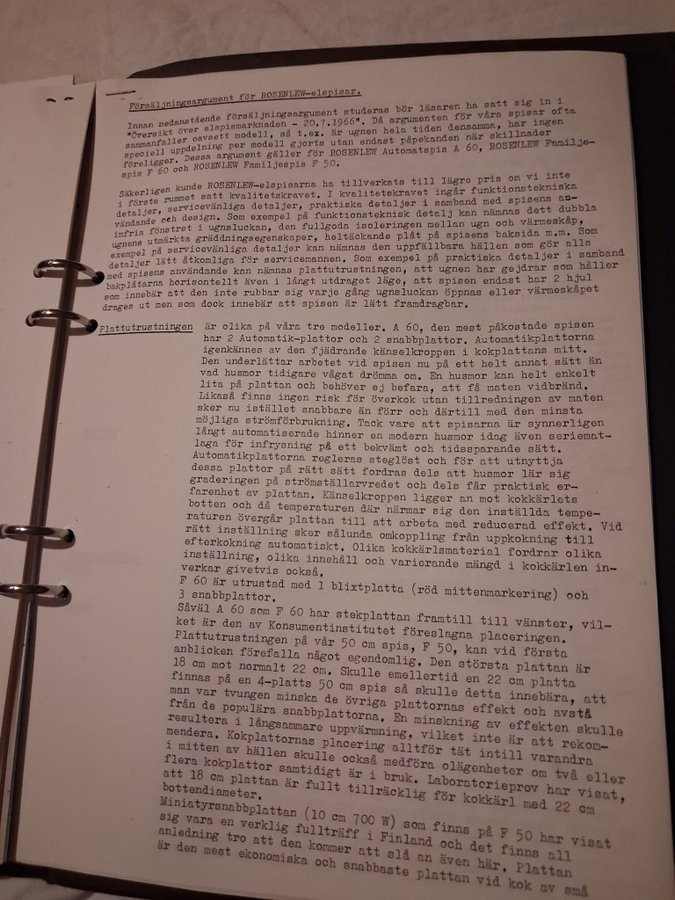 Försäljningsargument för ROSENLEW-elspisar.
Innan nedanstående försäljningsargument studeras bör läsaren ha satt sig in i
"Översikt över elspismarknaden - 20.7.1966". Då argumenten för våra spisar ofta
sammanfaller oavsett modell, så t.ex. är ugnen hela tiden densamma, har ingen
speciell uppdelning per modell gjorts utan endast påpekanden när skillnader
föreligger. Dessa argument gäller för ROSENLEW Automatspis A 60, ROSENLEW Familje-
spis F 60 och ROSENLEW Familjespis F 50.
Säkerligen kunde ROSENLEW-elspisarna ha tillverkats till lägre pris om vi inte
i första rummet satt kvalitetskravet. I kvalitetskravet ingår funktionstekniska
detaljer, servicevänliga detaljer, praktiska detaljer i samband med spisens an-
vändande och design. Som exempel på funktionsteknisk detalj kan nämnas dett dubbla
imfria fönstret i ugnsluckan, den fullgoda isoleringen mellan ugn och värmeskåp,
ugnens utmärkta gräddningsegenskaper, heltäckande plåt på spisens baksida m.m. Som
exempel på servicevänliga detaljer kan nämnas den uppfällbara hällen som gör alla
detaljer lätt åtkomliga för servicemannen. Som exempel på praktiska detaljer i samband
med spisens användande kan nämnas plattutrustningen, att ugnen har gejdrar som håller
bakplåtarna horisontellt även i långt utdraget läge, att spisen endast har 2 hjul
som innebär att den inte rubbar sig varje gång ugnsluckan öppnas eller värmeskåpet
drages ut men som dock innebär att spisen är lätt framdragbar.
Plattutrustningen är olika på våra tre modeller. A 60, den mest påkostade spisen
har 2 Automatik-plattor och 2 snabbplattor. Automatikplattorna
igenkännes av den fjädrande känselkroppen i kokplattans mitt.
Den underlättar arbetet vid spisen nu på ett helt annat sätt än
vad husmor tidigare vågat drömma om. En husmor kan helt enkelt
lita på plattan och behöver ej befara, att få maten vidbränd.
Likaså finns ingen risk för överkok utan tillredningen av maten
sker nu istället snabbare än förr och därtill med den minsta
möjliga strömförbrukning. Tack vare att spisarna är synnerligen
långt automatiserade hinner en modern husmor idag även seriemat-
laga för infrysning på ett bekvämt och tidssparande sätt.
Automatikplattorna regleras steglöst och för att utnyttja
dessa plattor på rätt sätt fordras dels att husmor lär sig
graderingen på strömställarvredet och dels får praktisk er-
farenhet av plattan. Känselkroppen ligger an mot kokkärlets
botten och då temperaturen där närmar sig den inställda tempe-
raturen övergår plattan till att arbeta med reducerad effekt. Vid
rätt inställning sker sålunda omkoppling från uppkokning till
efterkokning automatiskt. Olika kokkärlsmaterial fordrar olika
inställning, olika innehåll och varierande mängd i kokkärlen in-
verkar givetvis också.
F 60 är utrustad med 1 blixtplatta (röd mittenmarkering) och
3 snabbplattor.
Såväl A 60 som F 60 har stekplattan framtill till vänster, vil-
ket är den av Konsumentinstitutet föreslagna placeringen.
Plattutrustningen på vår 50 cm spis, F 50, kan vid första
anblicken förefalla något egendomlig. Den största plattan är
18 cm mot normalt 22 cm. Skulle emellertid en 22 cm platta
finnas på en 4-platts 50 cm spis så skulle detta innebära, att
man var tvungen minska de övriga plattornas effekt och avstå
från de populära snabbplattorna. En minskning av effekten skulle
resultera i långsammare uppvärmning, vilket inte är att rekom-
mendera. Kokplattornas placering alltför tät intill varandra
i mitten av hällen skulle också medföra olägenheter om två eller
flera kokplattor samtidigt är i bruk. Laboratorieprov har visat,
att 18 cm plattan är fullt tillräcklig för kokkärl med 22 cm
bottendiameter.
Miniatyrsnabbplattan (10 cm 700 W) som finns på F 50 har visat
sig vara en verklig fullträff i Finland och det finns all
anledning tro att den kommer att slå an även här. Plattan
är den mest ekonomiska och snabbaste plattan vid kok av små